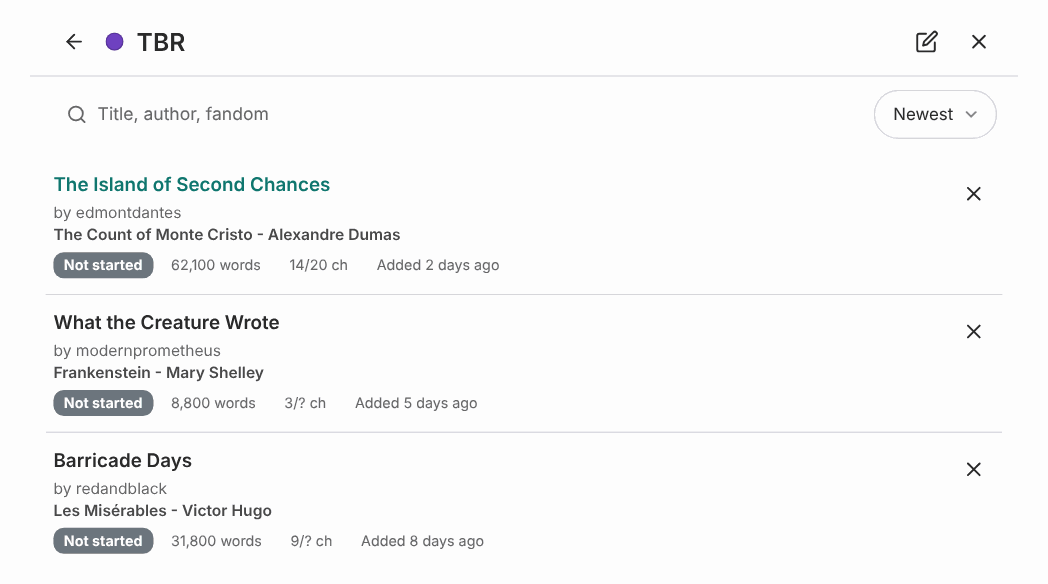 TBR
Title, author, fandom
Newest
The Island of Second Chances
by edmontdantes
The Count of Monte Cristo - Alexandre Dumas
Not started 62,100 words 14/20 ch Added 2 days ago
What the Creature Wrote
by modernprometheus
Frankenstein - Mary Shelley
Not started 8,800 words 3/? ch Added 5 days ago
Barricade Days
by redandblack
Les Misérables - Victor Hugo
Not started 31,800 words 9/? ch Added 8 days ago